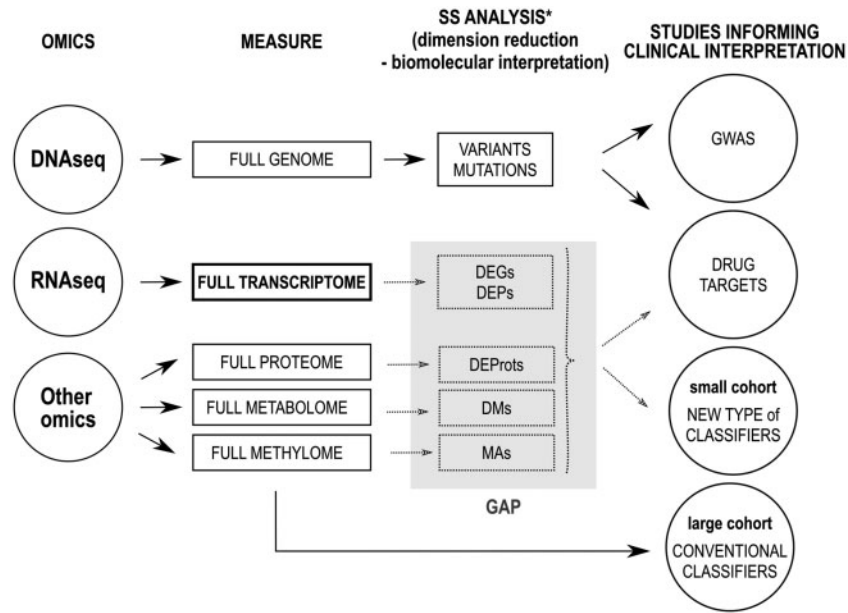 OMICS
MEASURE
SS ANALYSIS*
(dimension reduction
- biomolecular interpretation)
STUDIES INFORMING
CLINICAL INTERPRETATION
DNAseq
FULL GENOME
VARIANTS
MUTATIONS
GWAS
RNAseq
FULL TRANSCRIPTOME
DEGs
DEPs
DRUG
TARGETS
Other
omics
FULL PROTEOME
DEProts
FULL METABOLOME
DMs
FULL METHYLOME
MAs
GAP
small cohort
NEW TYPE of
CLASSIFIERS
large cohort
CONVENTIONAL
CLASSIFIERS